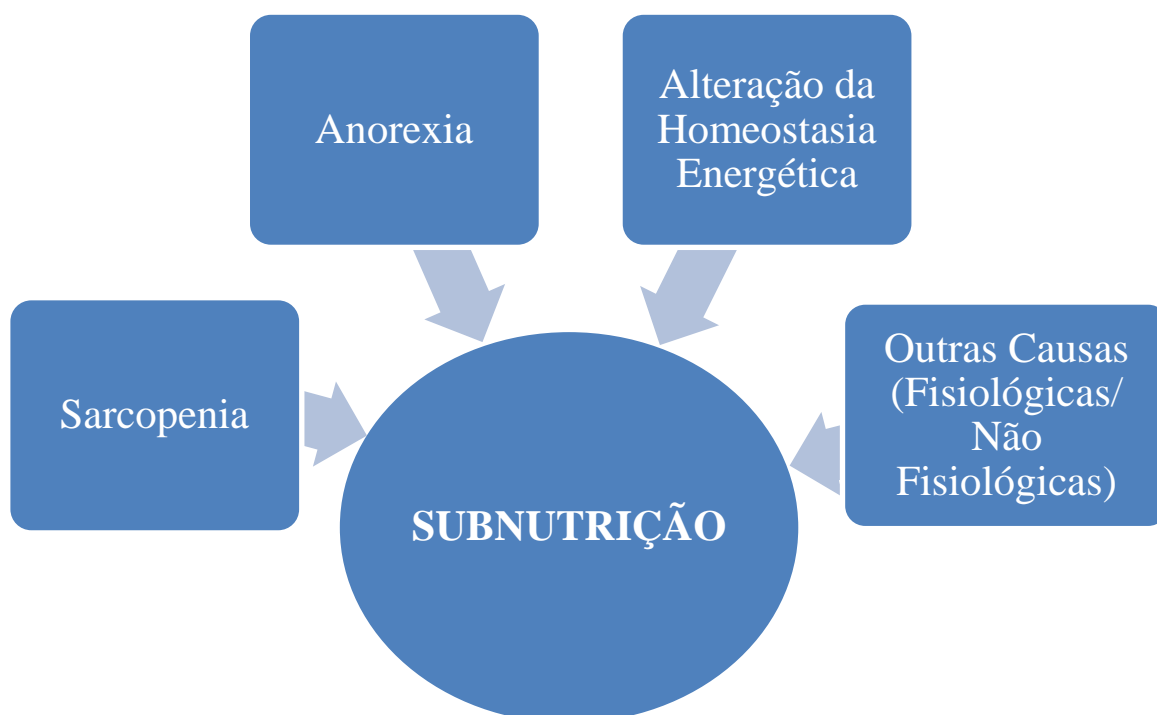 Anorexia
Alteração da
Homeostasia
Energética
Sarcopenia
Outras Causas
(Fisiológicas/
Não
Fisiológicas)
SUBNUTRIÇÃO